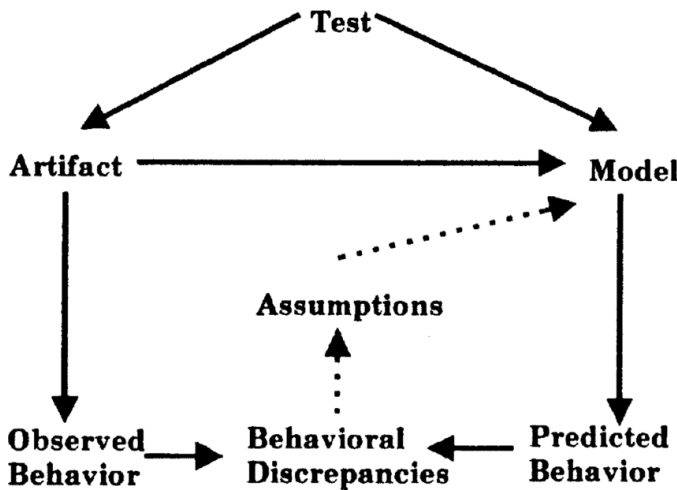 Test
Artifact
Model
Assumptions
Observed
Behavior
Behavioral
Discrepancies
Predicted
Behavior